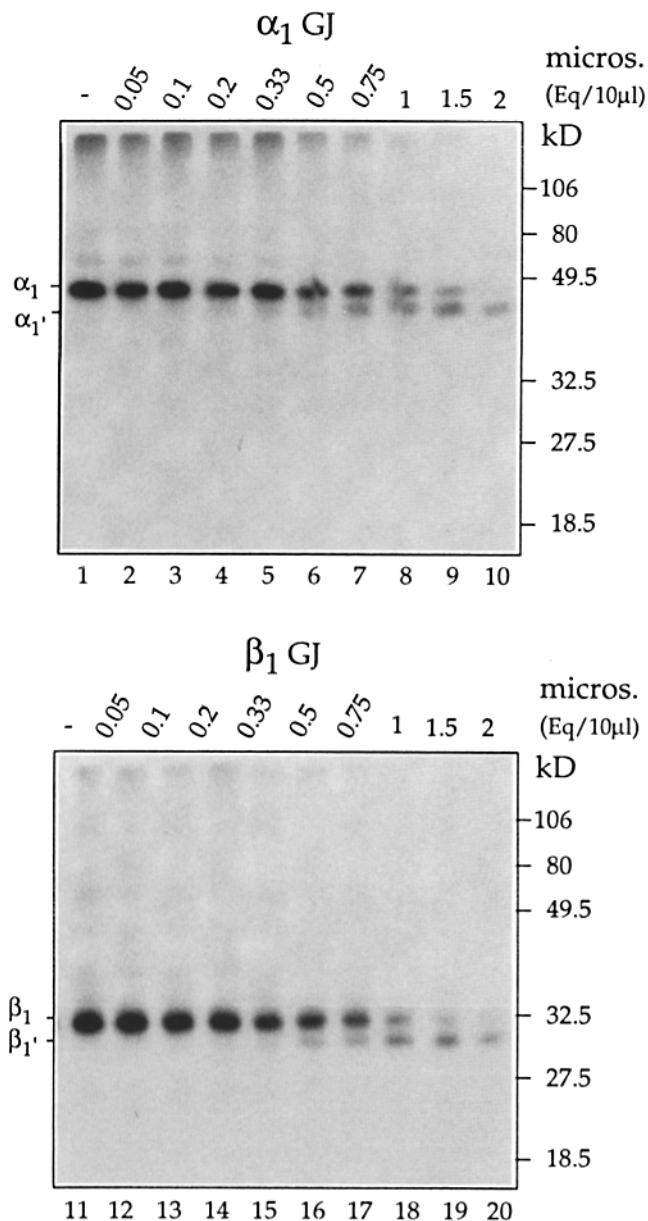 α1 GJ
- 0.05 0.1 0.2 0.33 0.5 0.75 1 1.5 2 micros. (Eq/10µl)
kD
106
80
α1 49.5
α1'
32.5
27.5
18.5
1 2 3 4 5 6 7 8 9 10
β1 GJ
- 0.05 0.1 0.2 0.33 0.5 0.75 1 1.5 2 micros. (Eq/10µl)
kD
106
80
49.5
β1 32.5
β1'
27.5
18.5
11 12 13 14 15 16 17 18 19 20